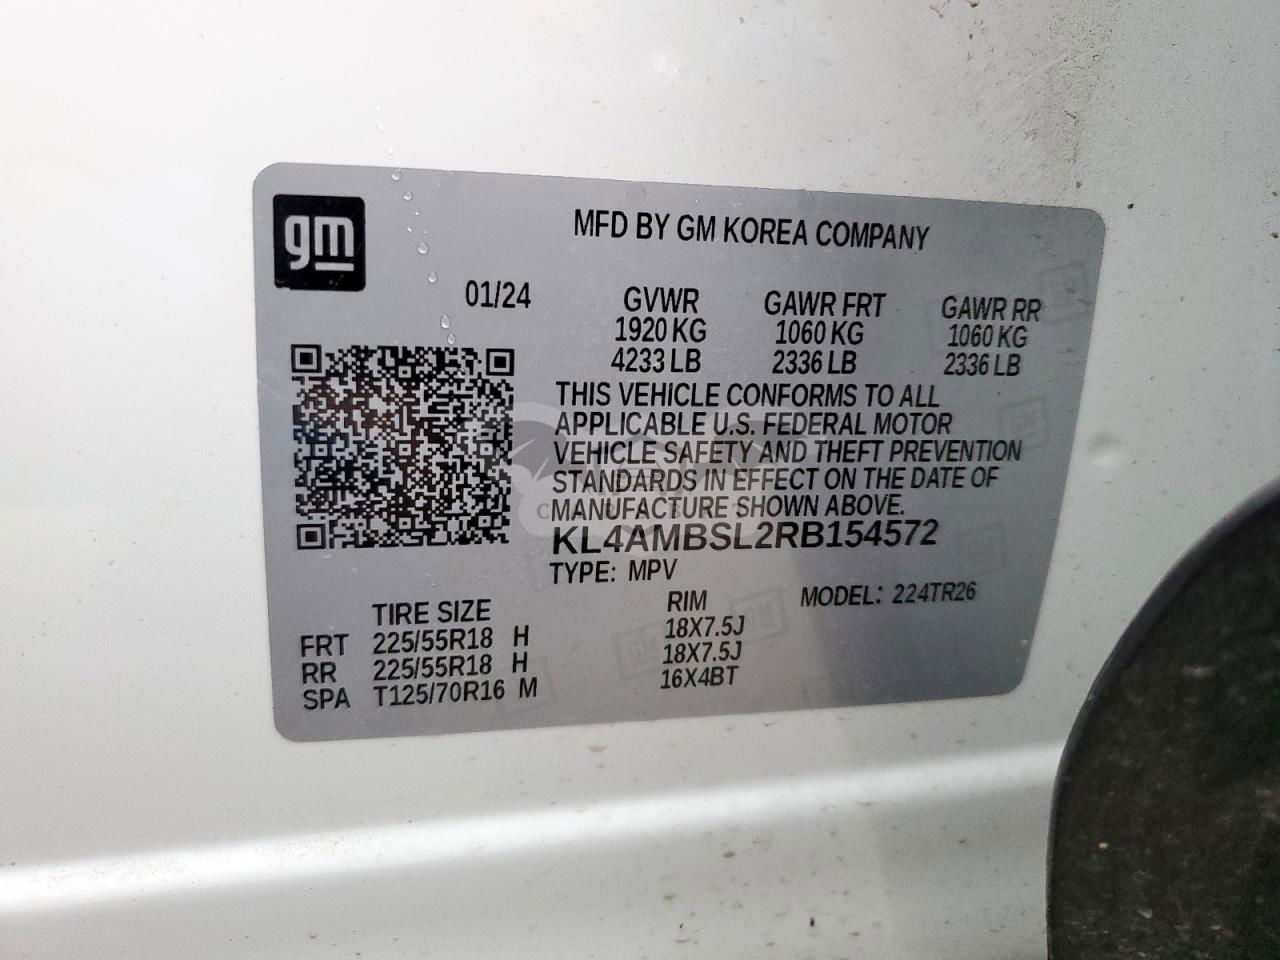 gm
MFD BY GM KOREA COMPANY
01/24
GVWR GAWR FRT GAWR RR
1920 KG 1060 KG 1060 KG
4233 LB 2336 LB 2336 LB
THIS VEHICLE CONFORMS TO ALL
APPLICABLE U.S. FEDERAL MOTOR
VEHICLE SAFETY AND THEFT PREVENTION
STANDARDS IN EFFECT ON THE DATE OF
MANUFACTURE SHOWN ABOVE.
KL4AMBSL2RB154572
TYPE: MPV
TIRE SIZE RIM MODEL: 224TR26
FRT 225/55R18 H 18X7.5J
RR 225/55R18 H 18X7.5J
SPA T125/70R16 M 16X4BT